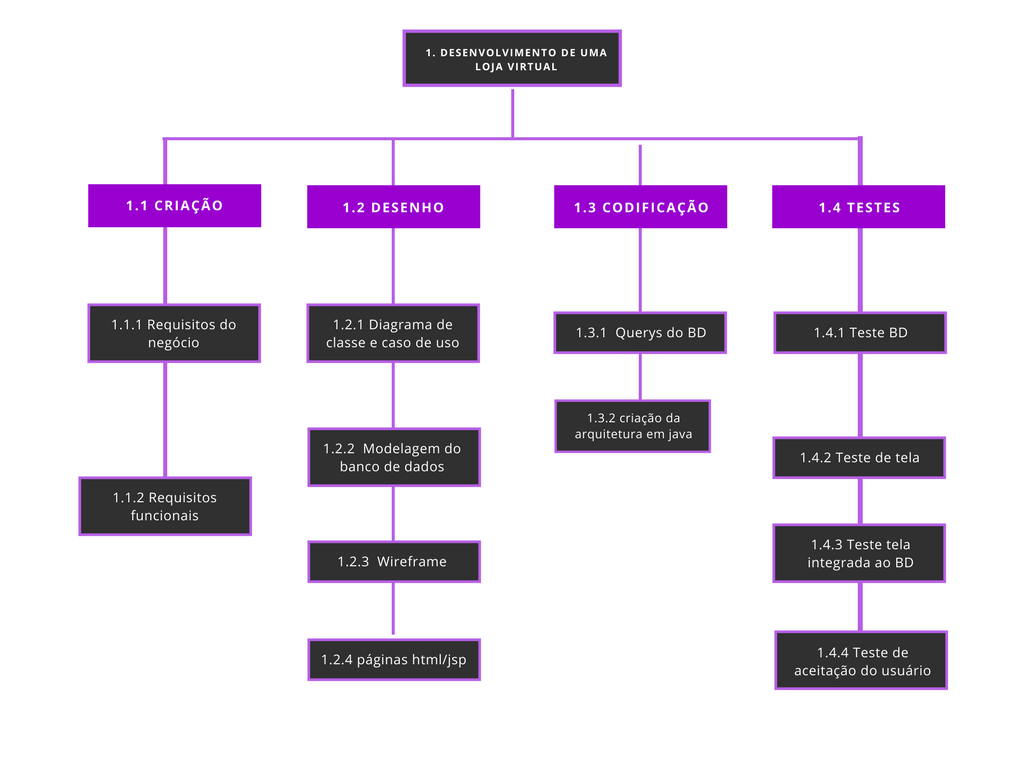 1. DESENVOLVIMENTO DE UMA
LOJA VIRTUAL
1.1 CRIAÇÃO
1.2 DESENHO
1.3 CODIFICAÇÃO
1.4 TESTES
1.1.1 Requisitos do
negócio
1.1.2 Requisitos
funcionais
1.2.1 Diagrama de
classe e caso de uso
1.2.2 Modelagem do
banco de dados
1.2.3 Wireframe
1.2.4 páginas html/jsp
1.3.1 Querys do BD
1.3.2 criação da
arquitetura em java
1.4.1 Teste BD
1.4.2 Teste de tela
1.4.3 Teste tela
integrada ao BD
1.4.4 Teste de
aceitação do usuário